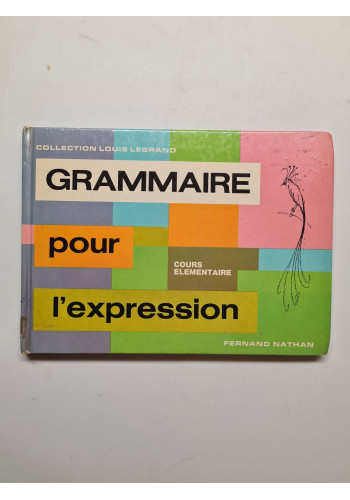 COLLECTION LOUIS LEGRAND
GRAMMAIRE
pour
COURS
ELEMENTAIRE
l'expression
FERNAND NATHAN